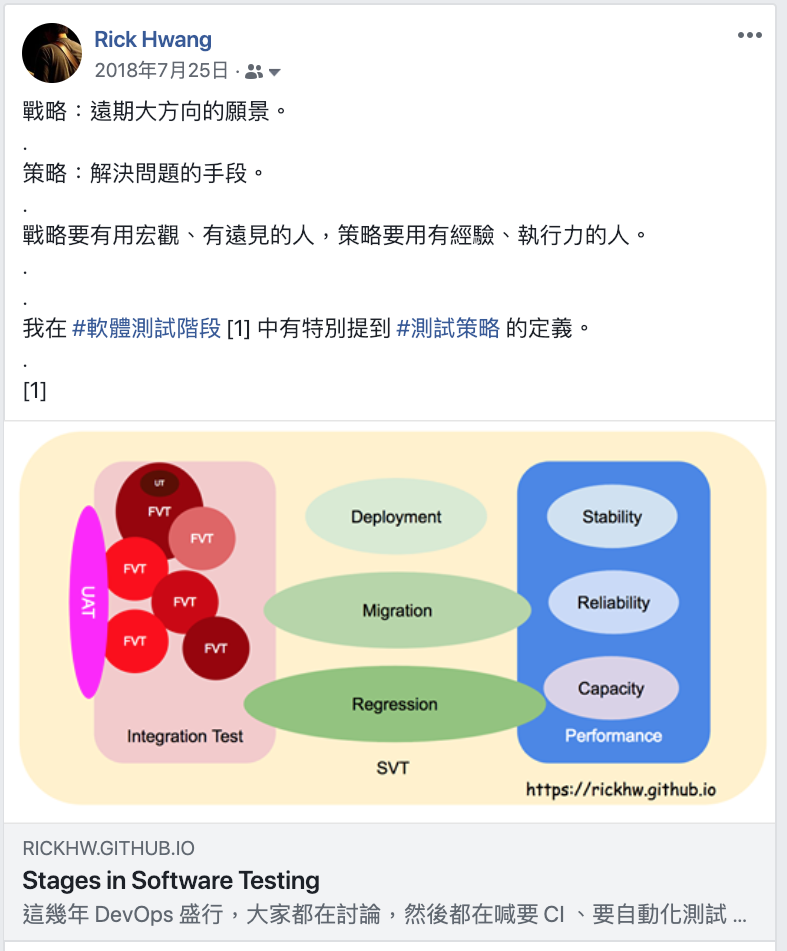 Rick Hwang
2018年7月25日 ·
戰略：遠期大方向的願景。
.
策略：解決問題的手段。
.
戰略要有用宏觀、有遠見的人，策略要用有經驗、執行力的人。
.
.
我在 #軟體測試階段 [1] 中有特別提到 #測試策略 的定義。
.
[1]
UT
FVT
FVT
FVT
FVT
FVT
FVT
UAT
Integration Test
Deployment
Migration
Regression
SVT
Stability
Reliability
Capacity
Performance
https://rickhw.github.io
RICKHW.GITHUB.IO
Stages in Software Testing
這幾年 DevOps 盛行，大家都在討論，然後都在喊要 CI 、要自動化測試 ...